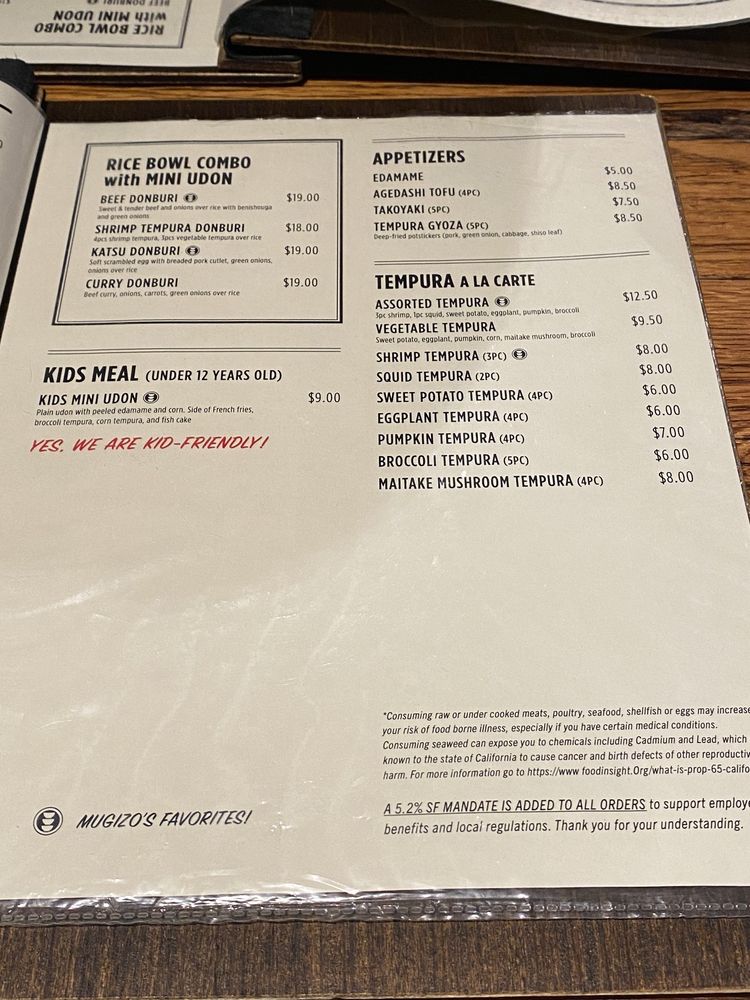 RICE BOWL COMBO
with MINI UDON
BEEF DONBURI $19.00
Sweet & tender beef and onions over rice with benishouga
and green onions
SHRIMP TEMPURA DONBURI $18.00
4pcs shrimp tempura, 3pcs vegetable tempura over rice
KATSU DONBURI $19.00
Soft scrambled egg with breaded pork cutlet, green onions,
onions over rice
CURRY DONBURI $19.00
Beef curry, onions, carrots, green onions over rice
KIDS MEAL (UNDER 12 YEARS OLD)
KIDS MINI UDON $9.00
Plain udon with peeled edamame and corn. Side of French fries,
broccoli tempura, corn tempura, and fish cake
YES, WE ARE KID-FRIENDLY!
APPETIZERS
EDAMAME $5.00
AGEDASHI TOFU (4PC) $8.50
TAKOYAKI (5PC) $7.50
TEMPURA GYOZA (5PC) $8.50
Deep-fried potstickers (pork, green onion, cabbage, shiso leaf)
TEMPURA A LA CARTE
ASSORTED TEMPURA $12.50
3pc shrimp, 1pc squid, sweet potato, eggplant, pumpkin, broccoli
VEGETABLE TEMPURA $9.50
Sweet potato, eggplant, pumpkin, corn, maitake mushroom, broccoli
SHRIMP TEMPURA (3PC) $8.00
SQUID TEMPURA (2PC) $8.00
SWEET POTATO TEMPURA (4PC) $6.00
EGGPLANT TEMPURA (4PC) $6.00
PUMPKIN TEMPURA (4PC) $7.00
BROCCOLI TEMPURA (5PC) $6.00
MAITAKE MUSHROOM TEMPURA (4PC) $8.00
*Consuming raw or under cooked meats, poultry, seafood, shellfish or eggs may increase
your risk of food borne illness, especially if you have certain medical conditions.
Consuming seaweed can expose you to chemicals including Cadmium and Lead, which
known to the state of California to cause cancer and birth defects of other reproductiv
harm. For more information go to https://www foodinsight.Org/what-is-prop-65-califo
A 5.2% SF MANDATE IS ADDED TO ALL ORDERS to support employe
benefits and local regulations. Thank you for your understanding.
MUGIZO'S FAVORITES!
RICE BOWL COMBO
with MINI UDON
BEEF DONBURI